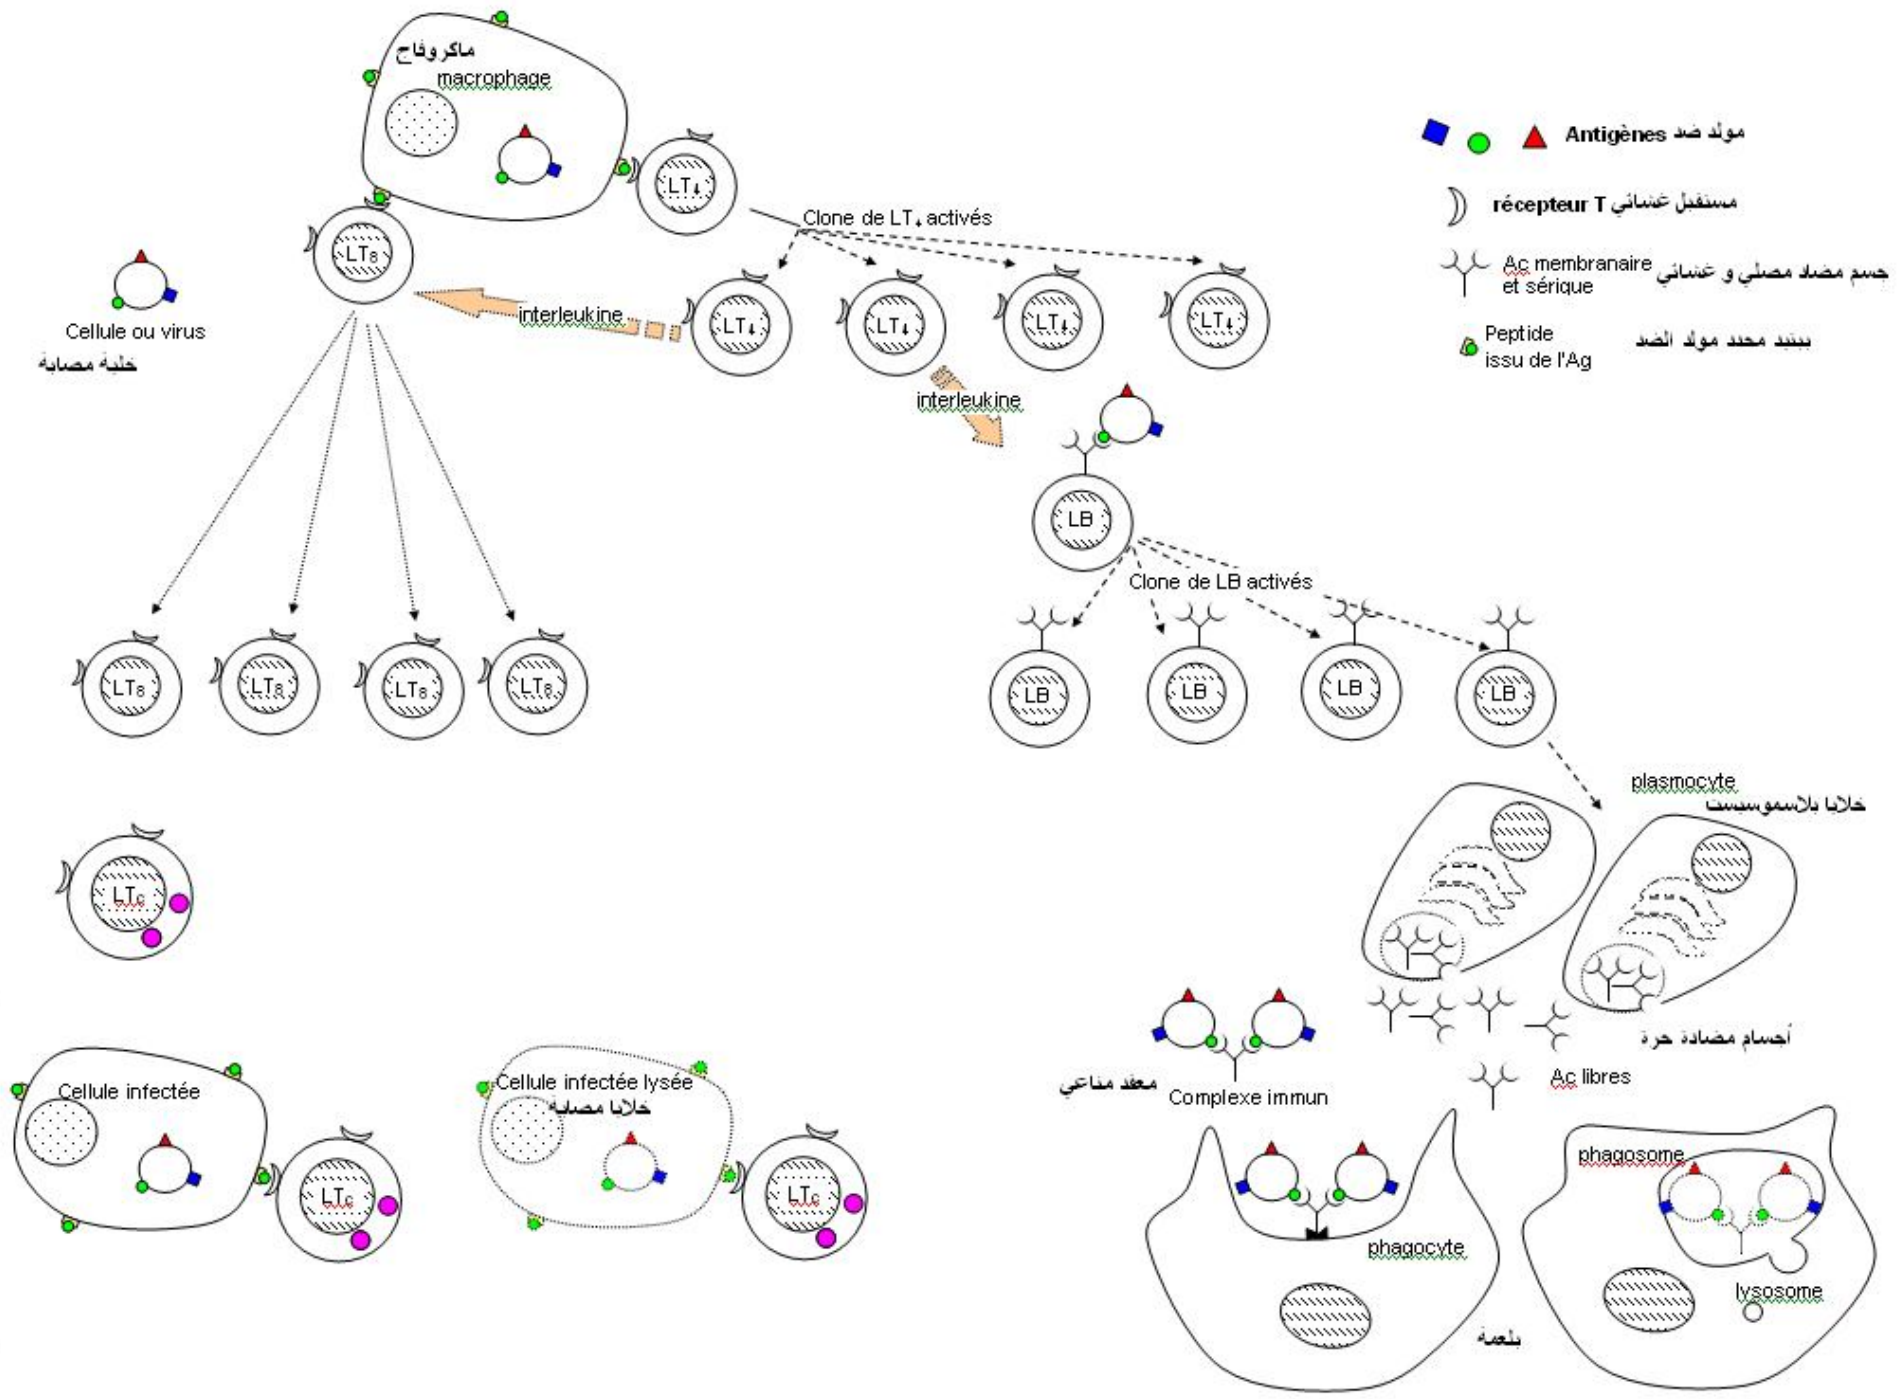 ماكروفاج
macrophage
LT4
LT8
Antigènes مولد ضد
récepteur T مستقبل غشائي
Ac membranaire
et sérique
جسم مضاد مصلي و غشائي
Peptide
issu de l'Ag
ببتيد محدد مولد الضد
Clone de LT4 activés
Cellule ou virus
خلية مصابة
interleukine
LT4
LT4
LT4
LT4
interleukine
LB
Clone de LB activés
LT8
LT8
LT8
LT8
LB
LB
LB
LB
plasmocyte
خلايا بلاسموسيست
LTc
أجسام مضادة حرة
Ac libres
معقد مناعي
Complexe immun
Cellule infectée
LTc
Cellule infectée lysée
خلايا مصابة
LTc
phagocyte
phagosome
lysosome
بلعمة